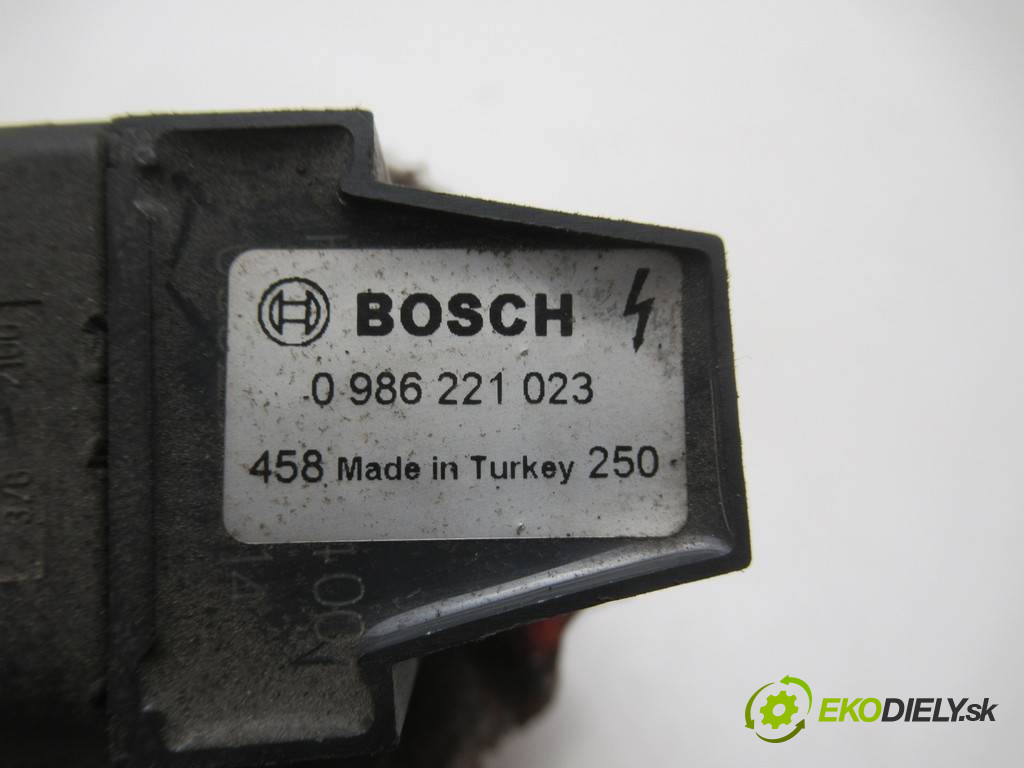 BOSCH
0 986 221 023
458 Made in Turkey 250
EKODIELY.sk